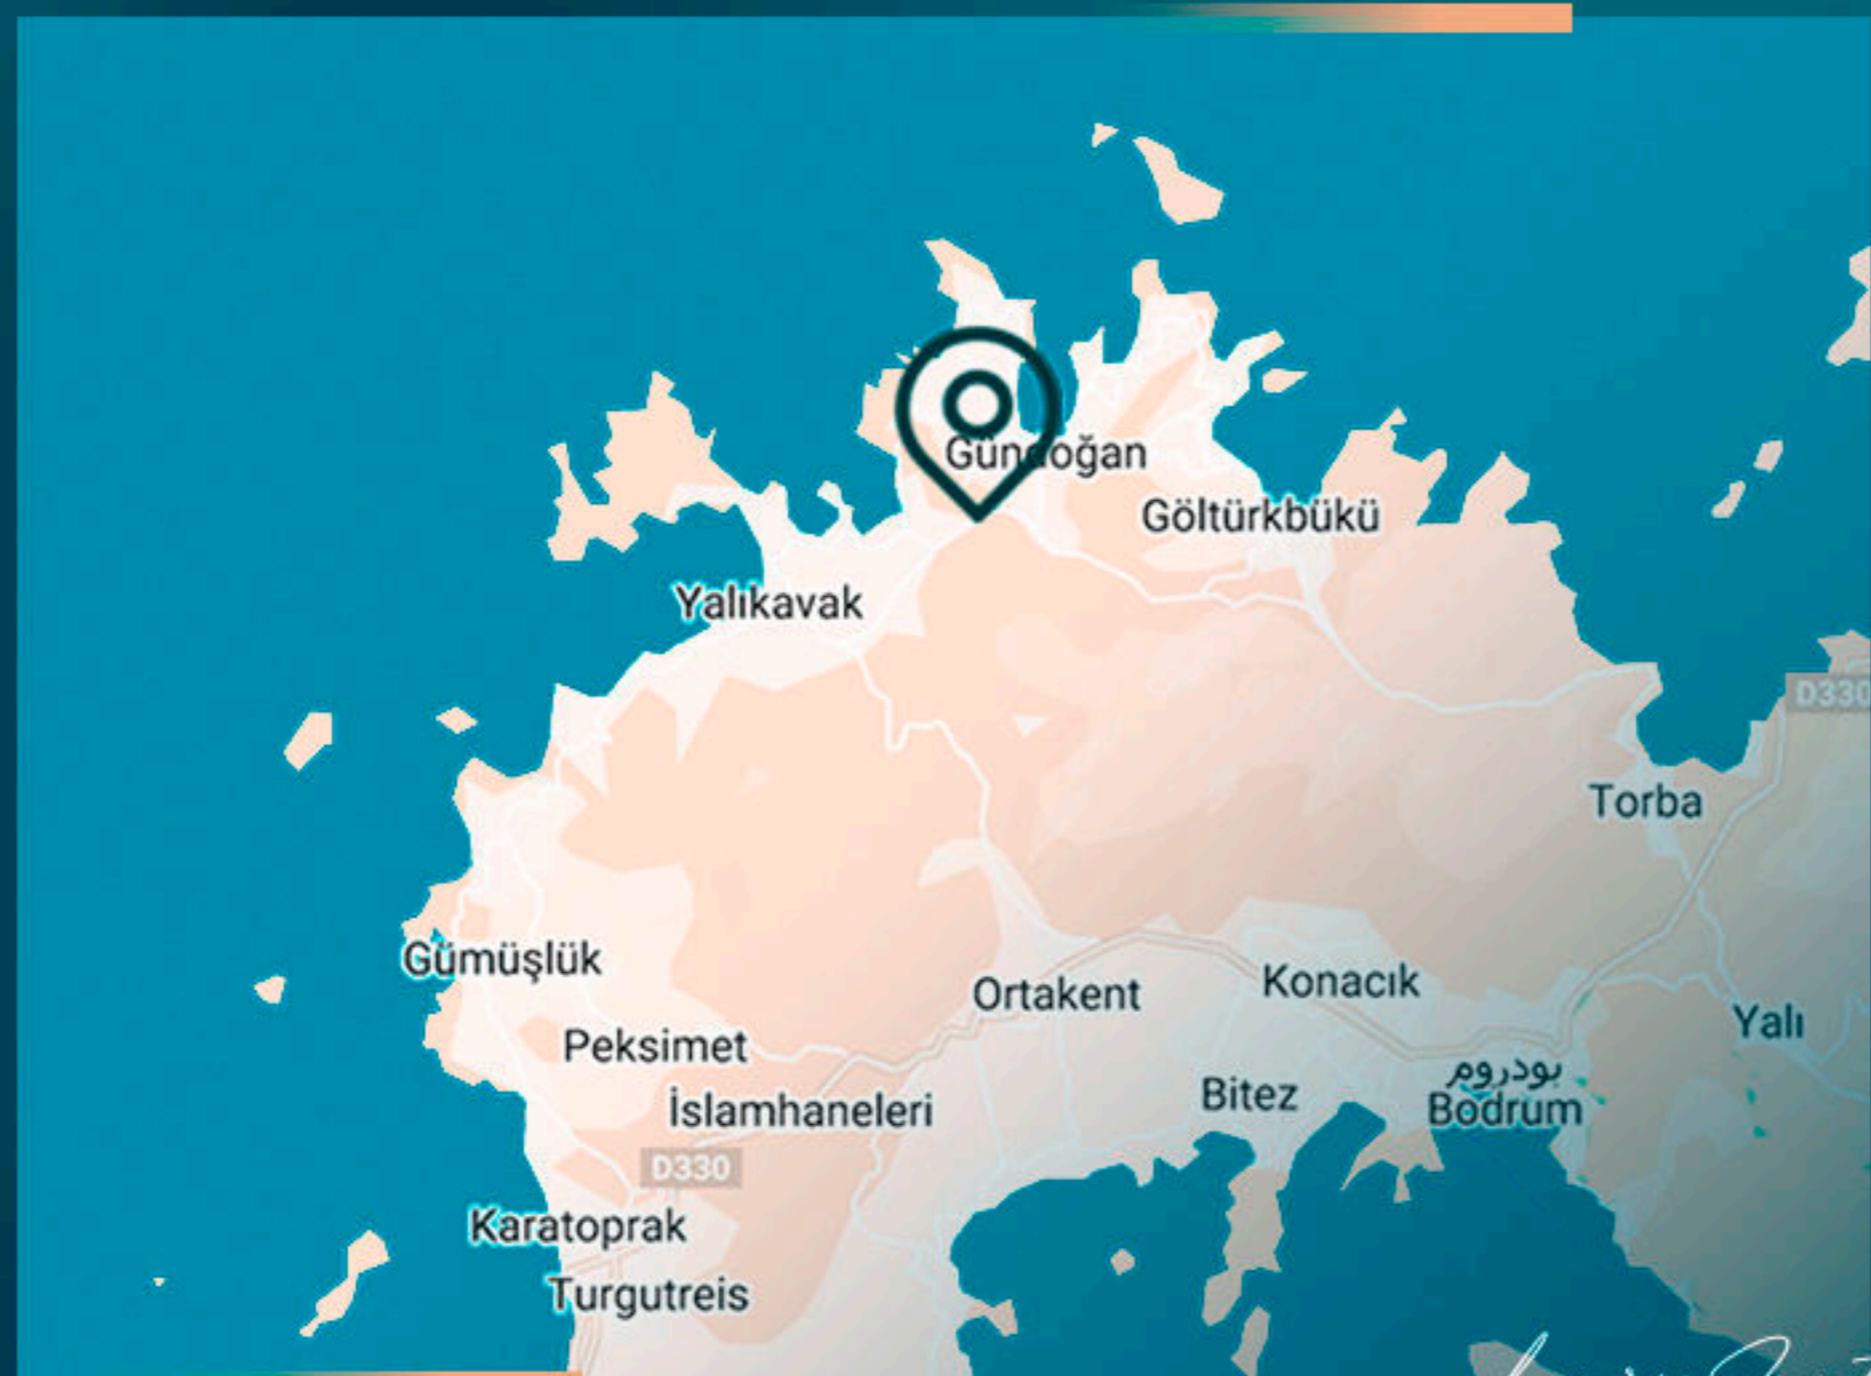 Gündoğan
Göltürkbükü
Yalıkavak
D330
Torba
Gümüşlük
Ortakent
Konacık
Yalı
Peksimet
بودروم
Bodrum
Bitez
İslamhaneleri
D330
Karatoprak
Turgutreis